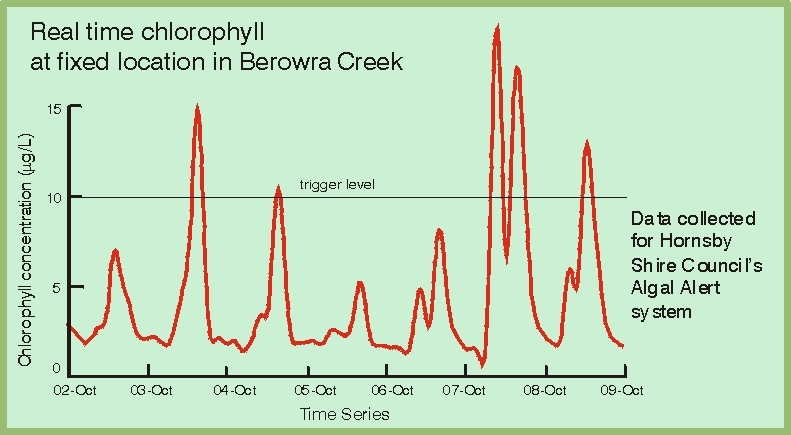 Real time chlorophyll
at fixed location in Berowra Creek
Chlorophyll concentration (µg/L)
15
10
5
0
trigger level
Data collected
for Hornsby
Shire Council's
Algal Alert
system
02-Oct 03-Oct 04-Oct 05-Oct 06-Oct 07-Oct 08-Oct 09-Oct
Time Series